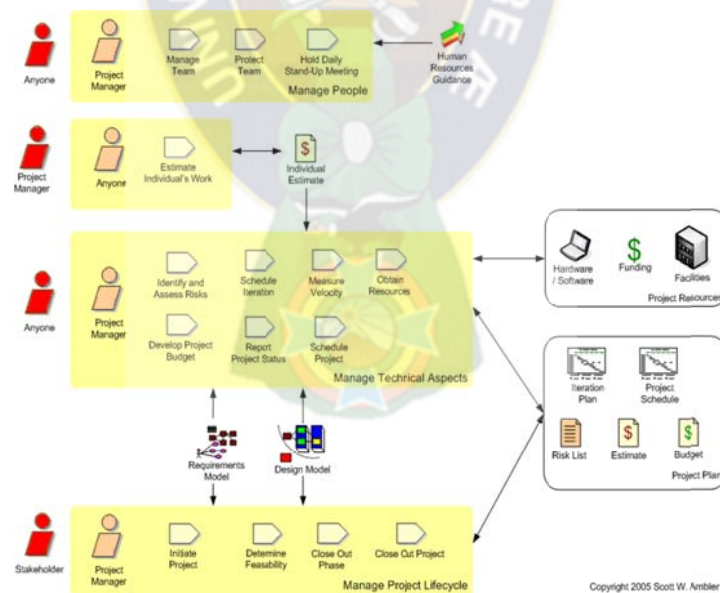 Anyone
Project
Manager
Manage
Team
Protect
Team
Hold Daily
Stand-Up Meeting
Human
Resources
Guidance
Manage People
Project
Manager
Anyone
Estimate
Individual's Work
$
Individual
Estimate
Anyone
Project
Manager
Identify and
Assess Risks
Schedule
Iteration
Measure
Velocity
Obtain
Resources
Develop Project
Budget
Report
Project Status
Schedule
Project
Manage Technical Aspects
Hardware
/ Software
$
Funding
Facilities
Project Resources
Iteration
Plan
Project
Schedule
Risk List
$
Estimate
$
Budget
Project Plan
Requirements
Model
Design Model
Stakeholder
Project
Manager
Initiate
Project
Determine
Feasability
Close Out
Phase
Close Out Project
Manage Project Lifecycle
Copyright 2005 Scott W. Ambler